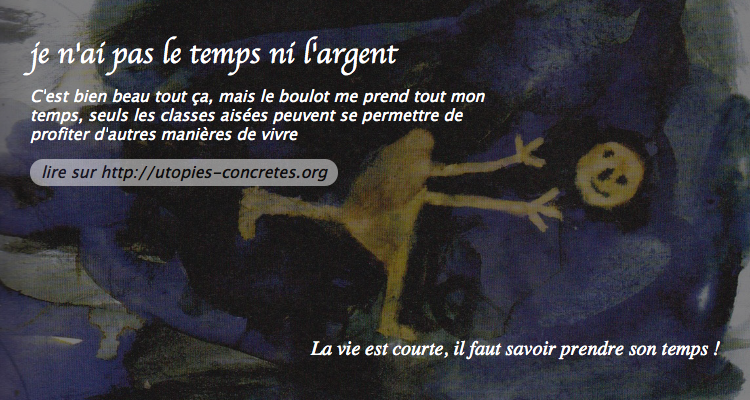 je n'ai pas le temps ni l'argent
C'est bien beau tout ça, mais le boulot me prend tout mon
temps, seuls les classes aisées peuvent se permettre de
profiter d'autres manières de vivre
lire sur http://utopies-concretes.org
La vie est courte, il faut savoir prendre son temps !